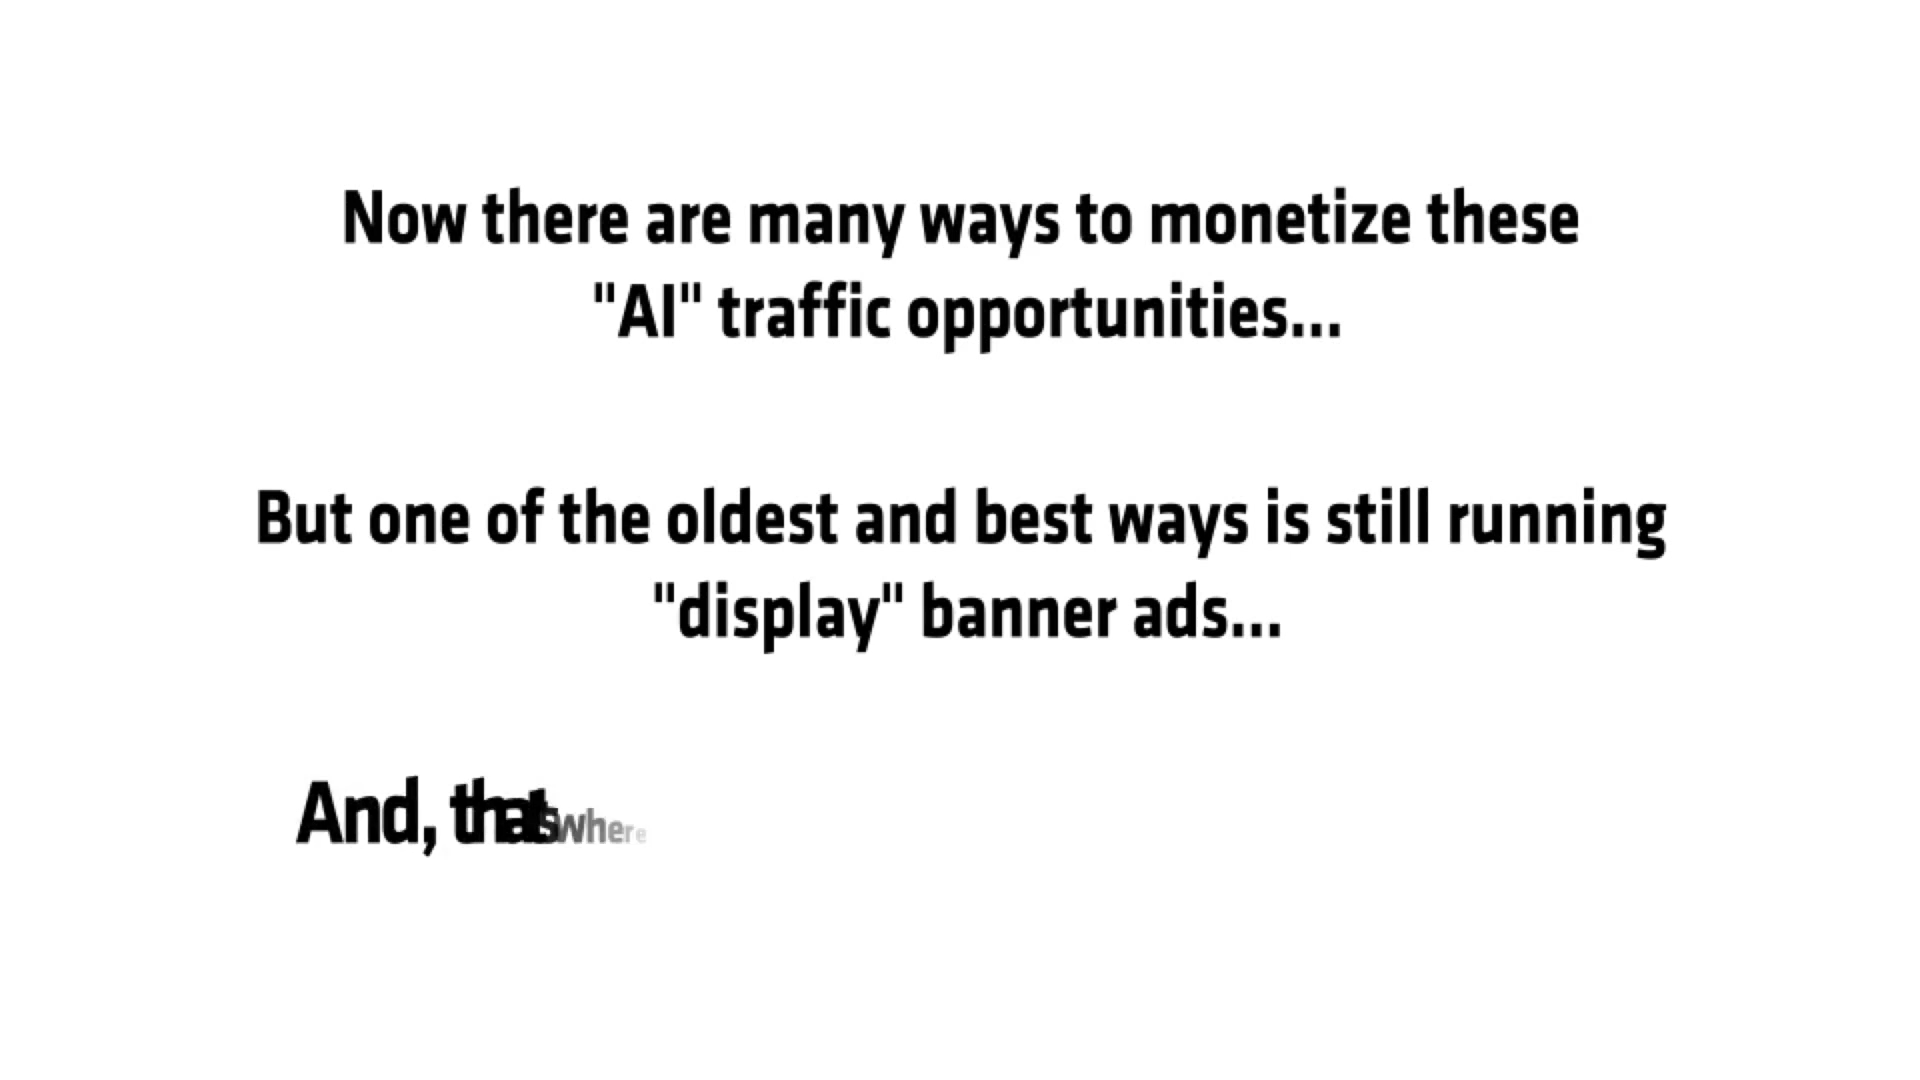 Now there are many ways to monetize these
"AI" traffic opportunities...
But one of the oldest and best ways is still running
"display" banner ads...
And, that's where